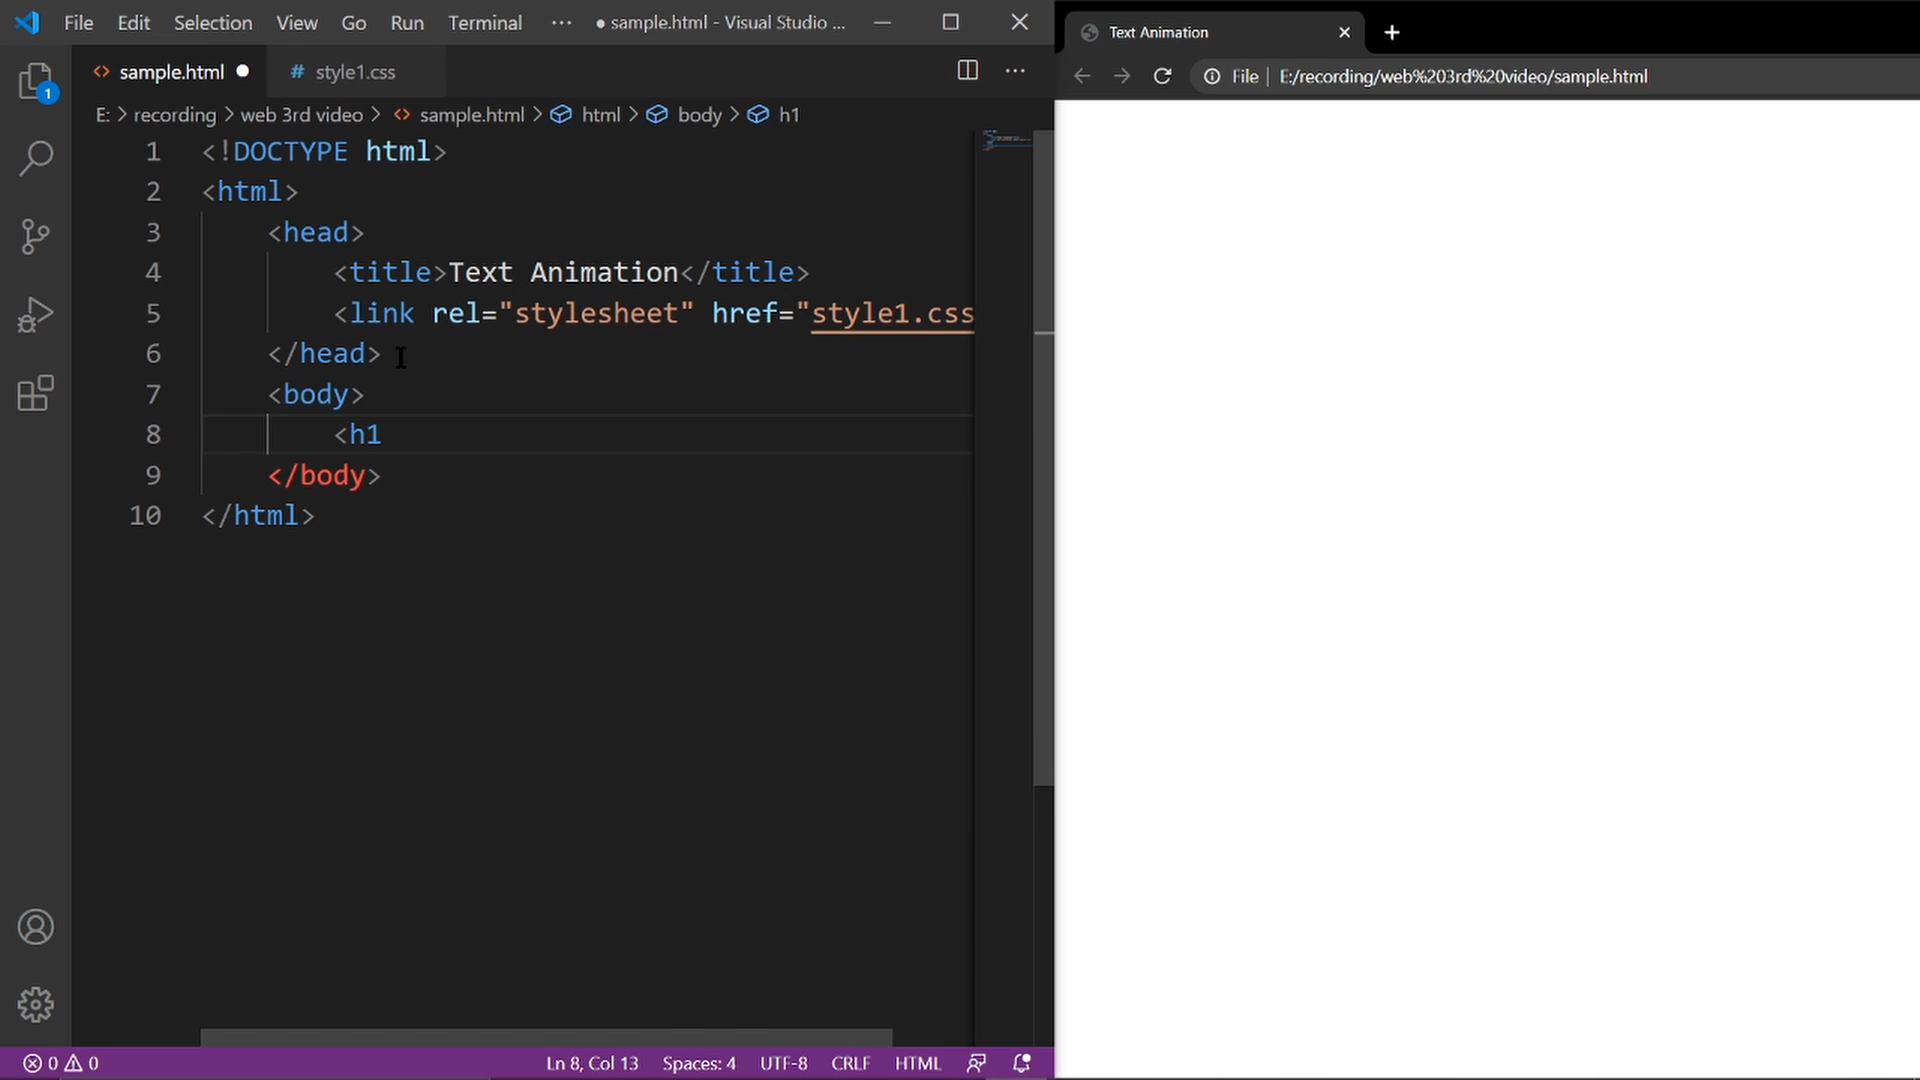 File Edit Selection View Go Run Terminal ··· ● sample.html - Visual Studio ...
sample.html ● # style1.css ···
E: > recording > web 3rd video > <> sample.html > html > body > h1
1 <!DOCTYPE html>
2 <html>
3 <head>
4 <title>Text Animation</title>
5 <link rel="stylesheet" href="style1.css
6 </head>
7 <body>
8 <h1
9 </body>
10 </html>
1
0 0 Ln 8, Col 13 Spaces: 4 UTF-8 CRLF HTML
Text Animation
File | E:/recording/web%203rd%20video/sample.html